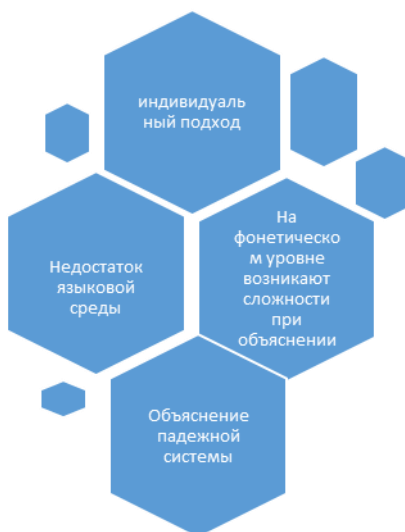 индивидуаль
ный подход
Недостаток
языковой
среды
На
фонетическо
м уровне
возникают
сложности
при
объяснении
Объяснение
падежной
системы